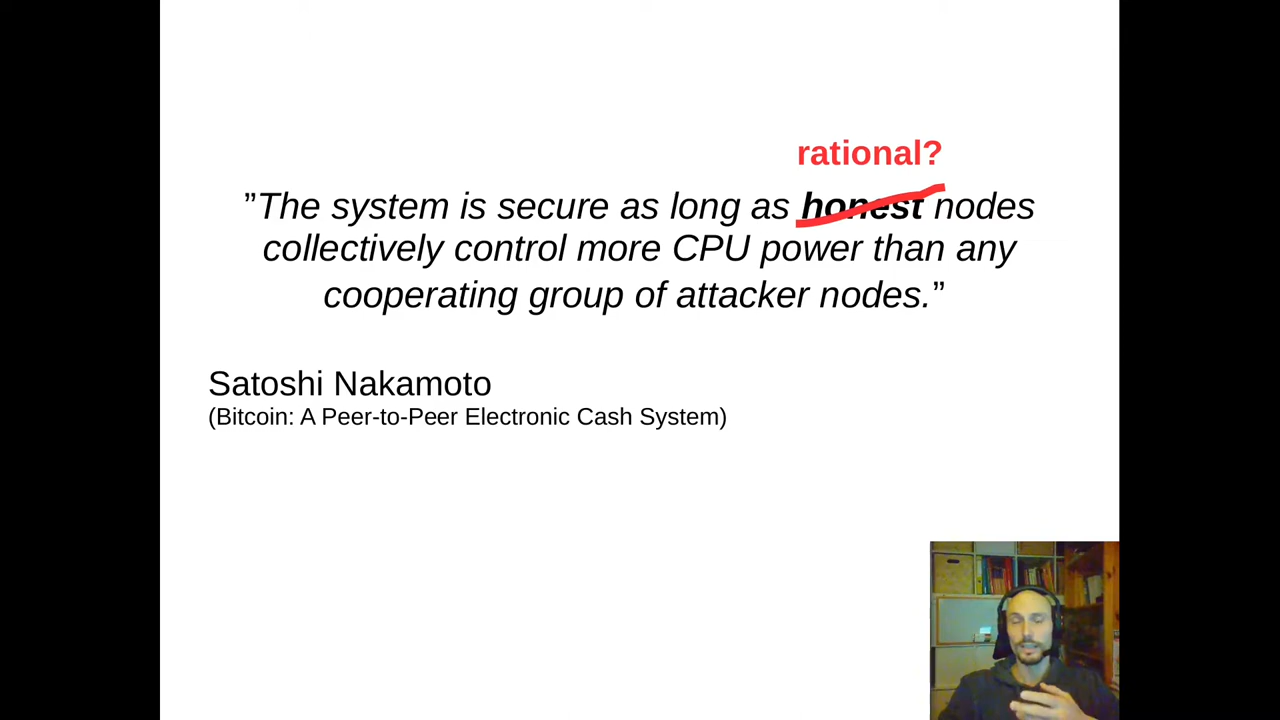 rational?
”The system is secure as long as honest nodes
collectively control more CPU power than any
cooperating group of attacker nodes.”
Satoshi Nakamoto
(Bitcoin: A Peer-to-Peer Electronic Cash System)